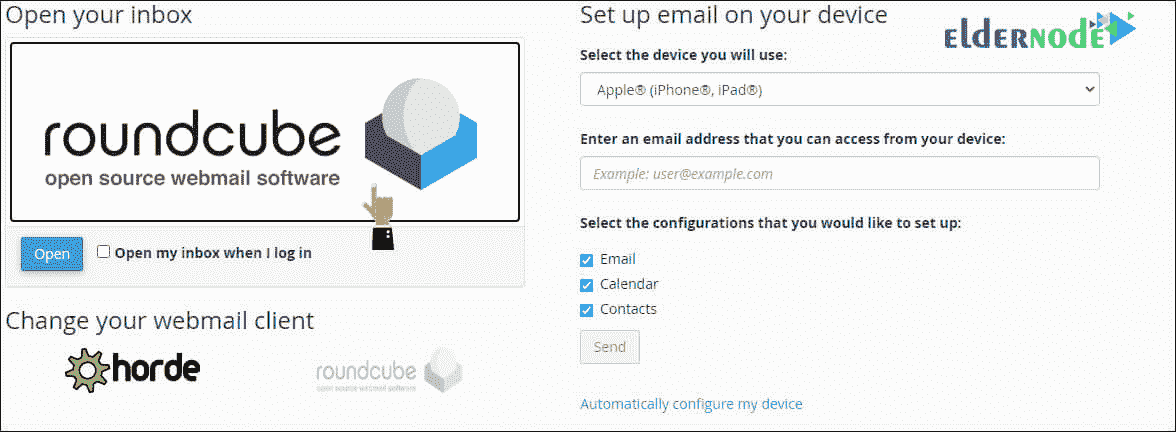 Open your inbox
roundcube
open source webmail software
Open
Open my inbox when I log in
Change your webmail client
horde
roundcube
open source webmail software
Set up email on your device
ELDERNODE
Select the device you will use:
Apple® (iPhone®, iPad®)
Enter an email address that you can access from your device:
Example: user@example.com
Select the configurations that you would like to set up:
Email
Calendar
Contacts
Send
Automatically configure my device